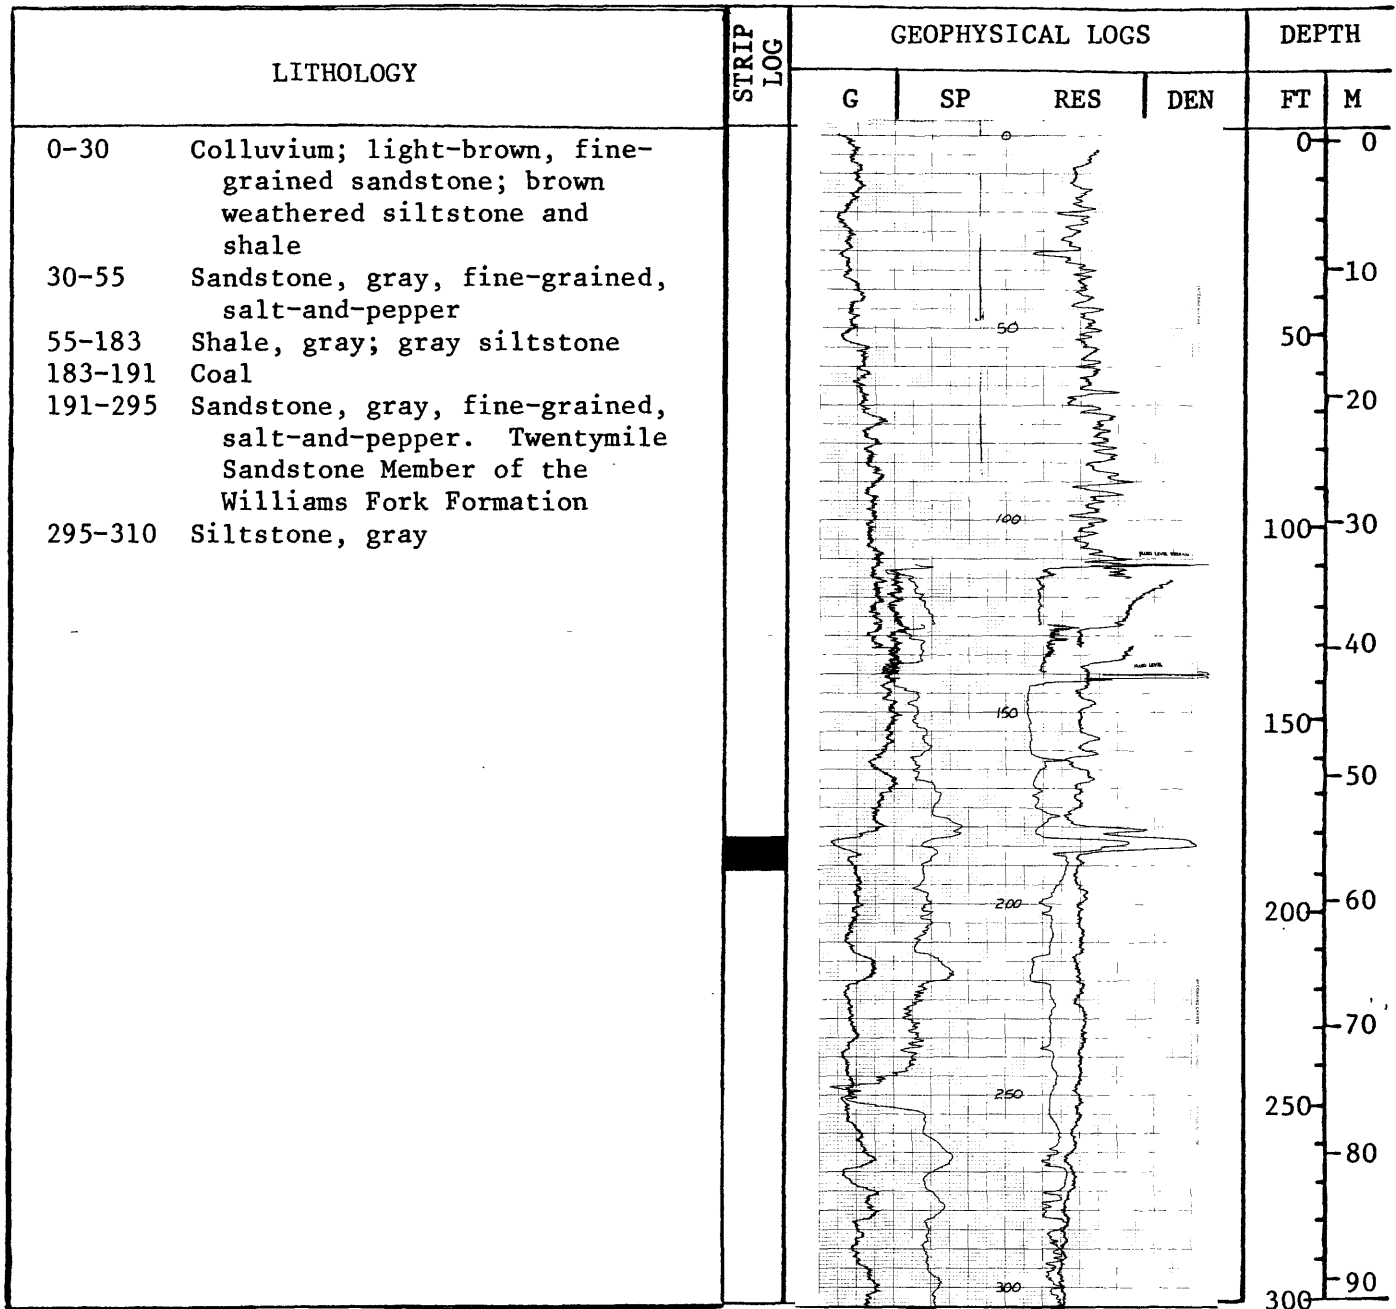 LITHOLOGY
STRIP LOG
GEOPHYSICAL LOGS
DEPTH
G SP RES DEN
FT M
0-30 Colluvium; light-brown, fine-
grained sandstone; brown
weathered siltstone and
shale
30-55 Sandstone, gray, fine-grained,
salt-and-pepper
55-183 Shale, gray; gray siltstone
183-191 Coal
191-295 Sandstone, gray, fine-grained,
salt-and-pepper. Twentymile
Sandstone Member of the
Williams Fork Formation
295-310 Siltstone, gray
0
50
100
FLUID LEVEL
150
200
250
300
0
50
100
150
200
250
300
0
10
20
30
40
50
60
70
80
90